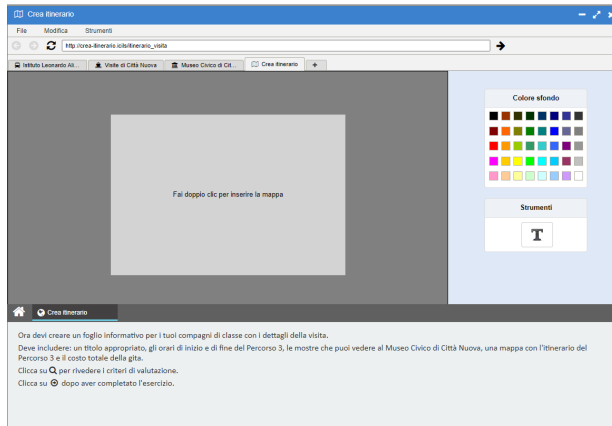 Crea itinerario
File Modifica Strumenti
http://crea-itinerario.icils/itinerario_visita
Istituto Leonardo Ali... Visite di Città Nuova Museo Civico di Cit... Crea itinerario +
Colore sfondo
Fai doppio clic per inserire la mappa
Strumenti
T
Crea itinerario
Ora devi creare un foglio informativo per i tuoi compagni di classe con i dettagli della visita.
Deve includere: un titolo appropriato, gli orari di inizio e di fine del Percorso 3, le mostre che puoi vedere al Museo Civico di Città Nuova, una mappa con l'itinerario del
Percorso 3 e il costo totale della gita.
Clicca su per rivedere i criteri di valutazione.
Clicca su dopo aver completato l'esercizio.